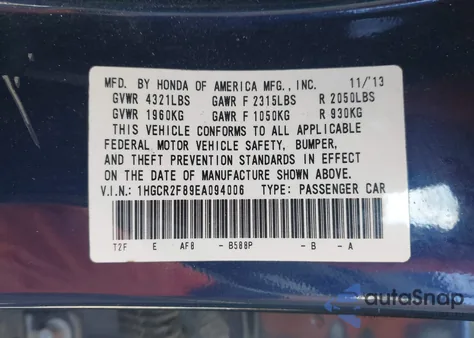 MFD. BY HONDA OF AMERICA MFG., INC. 11/'13
GVWR 4321LBS GAWR F 2315LBS R 2050LBS
GVWR 1960KG GAWR F 1050KG R 930KG
THIS VEHICLE CONFORMS TO ALL APPLICABLE
FEDERAL MOTOR VEHICLE SAFETY, BUMPER,
AND THEFT PREVENTION STANDARDS IN EFFECT
ON THE DATE OF MANUFACTURE SHOWN ABOVE.
V.I.N: 1HGCR2F89EA094006 TYPE: PASSENGER CAR
T2F E AF8 - B588P - B - A
autoSnap